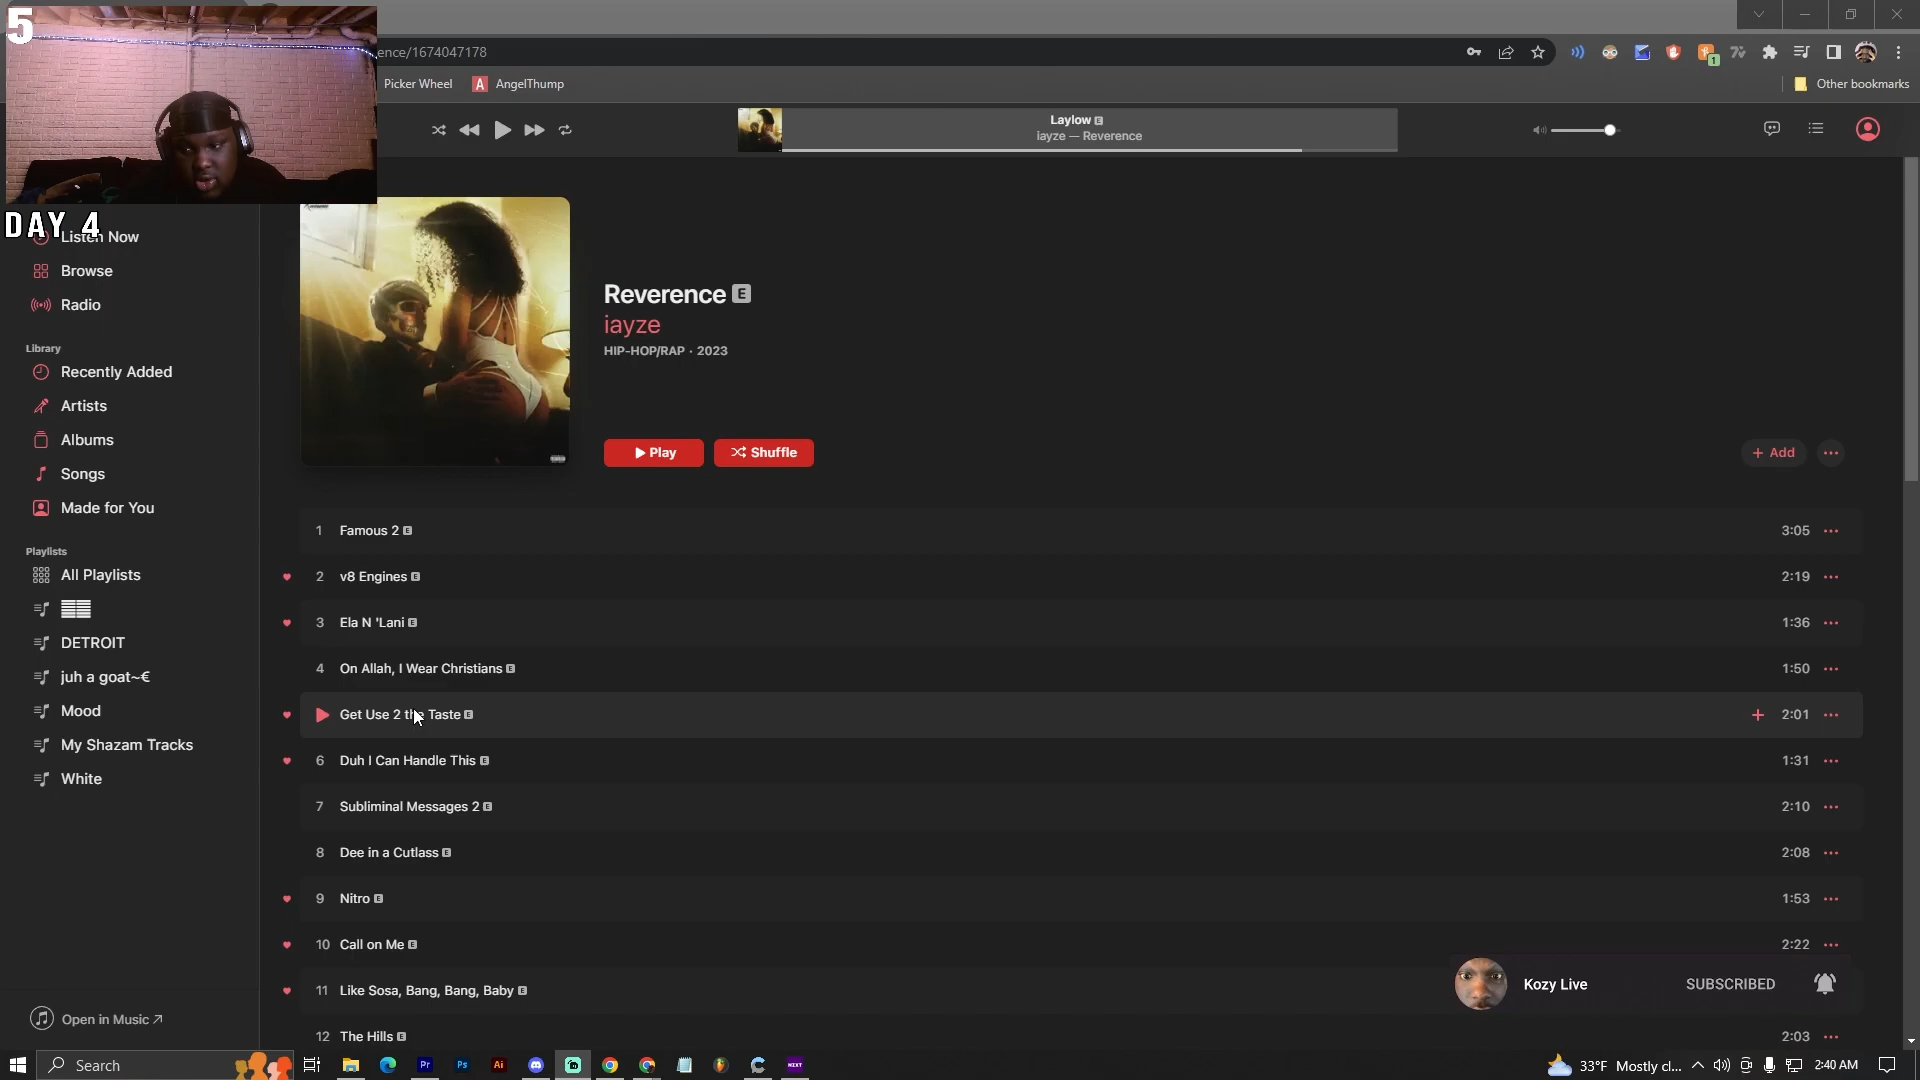 5
DAY 4
ence/1674047178
1
Picker Wheel
AngelThump
Other bookmarks
Laylow E
iayze — Reverence
Listen Now
Browse
Radio
Library
Recently Added
Artists
Albums
Songs
Made for You
Playlists
All Playlists
DETROIT
juh a goat~€
Mood
My Shazam Tracks
White
Open in Music ↗
Reverence E
iayze
HIP-HOP/RAP · 2023
Play
Shuffle
+ Add
1 Famous 2 E 3:05
2 v8 Engines E 2:19
3 Ela N 'Lani E 1:36
4 On Allah, I Wear Christians E 1:50
Get Use 2 the Taste E + 2:01
6 Duh I Can Handle This E 1:31
7 Subliminal Messages 2 E 2:10
8 Dee in a Cutlass E 2:08
9 Nitro E 1:53
10 Call on Me E 2:22
11 Like Sosa, Bang, Bang, Baby E
12 The Hills E 2:03
Kozy Live SUBSCRIBED
Search
Pr
Ps
Ai
NEXT
33°F Mostly cl...
2:40 AM